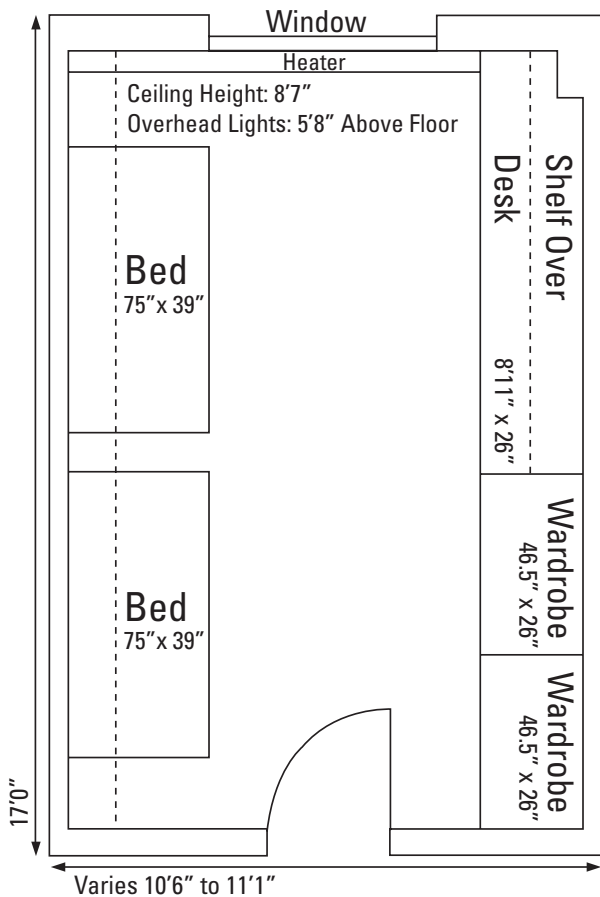 Window
Heater
Ceiling Height: 8'7”
Overhead Lights: 5'8” Above Floor
Desk
8'11” x 26”
Shelf Over
Bed
75”x 39”
Wardrobe
46.5” x 26”
Bed
75”x 39”
Wardrobe
46.5” x 26”
17'0”
Varies 10'6” to 11'1”